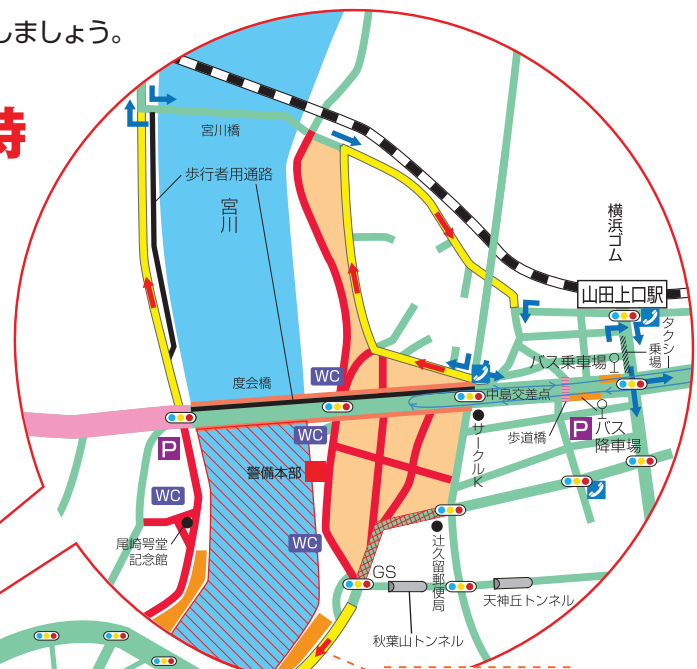 しましょう。
時
宮川橋
歩行者用通路
宮川
横浜ゴム
山田上口駅
タクシー
乗場
バス乗車場
度会橋
WC
中島交差点
歩道橋
P
バス
降車場
サークルK
WC
P
警備本部
WC
WC
尾崎咢堂
記念館
辻久留郵便局
GS
天神丘トンネル
秋葉山トンネル